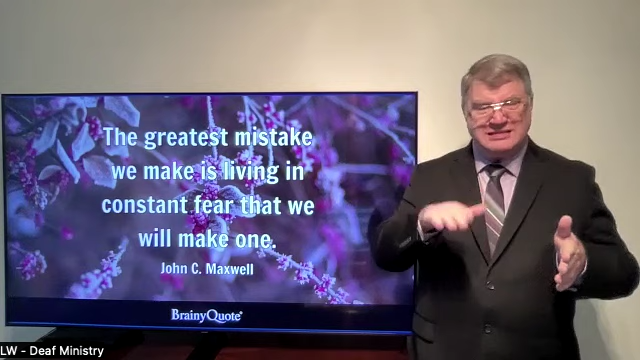 The greatest mistake
we make is living in
constant fear that we
will make one.
John C. Maxwell
BrainyQuote®
LW - Deaf Ministry